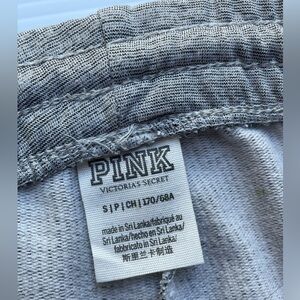 PINK
VICTORIA'S SECRET
S|P|CH|170/68A
made in Sri Lanka/fabriqué au
Sri Lanka/hecho en Sri Lanka/
fabbricato in Sri Lanka
斯里兰卡制造